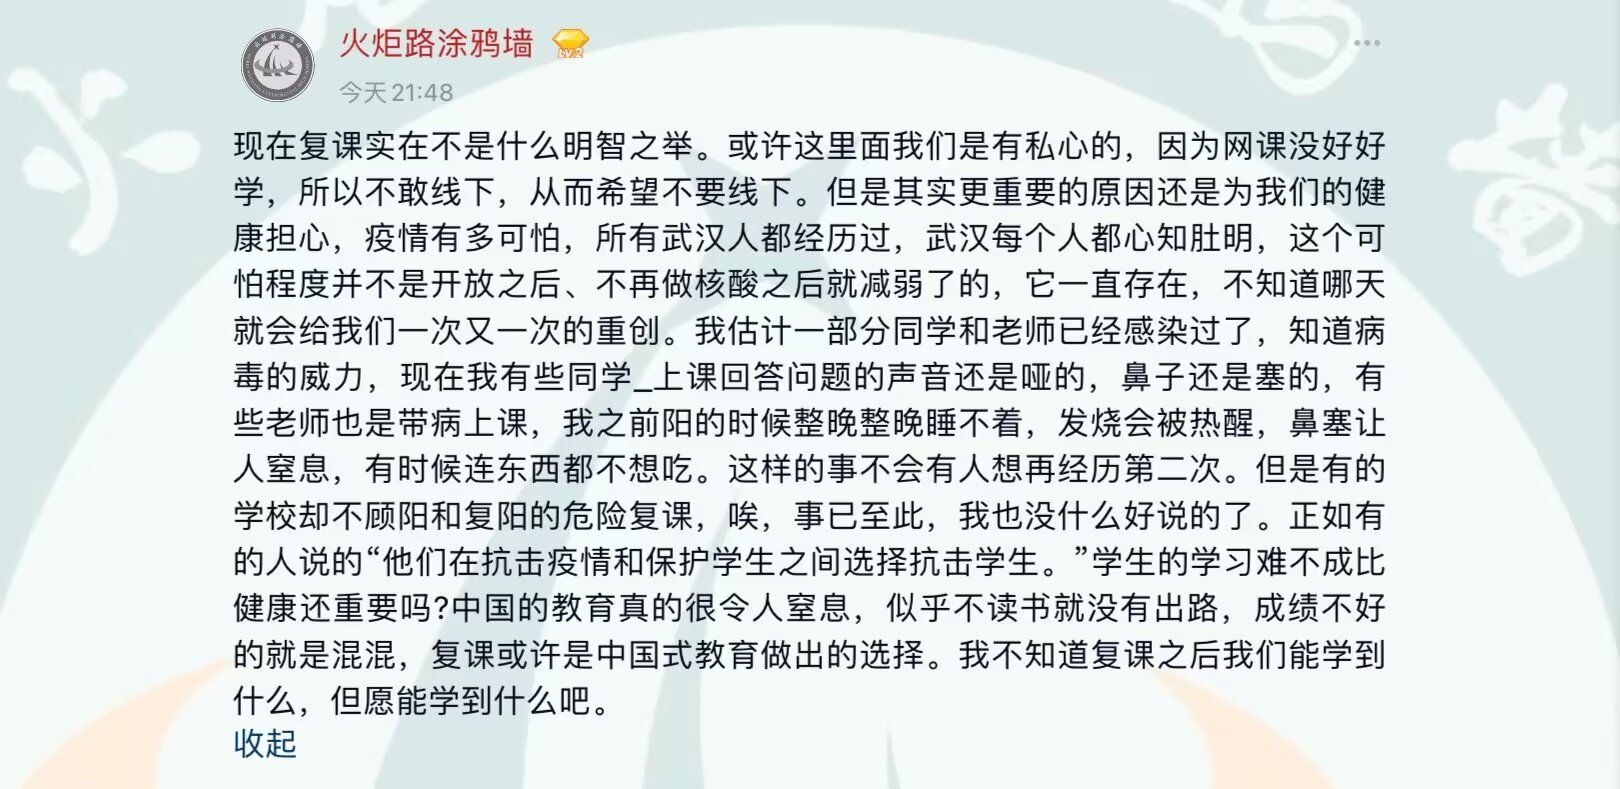 火炬路涂鸦墙 LV.2
今天 21:48
现在复课实在不是什么明智之举。或许这里面我们是有私心的，因为网课没好好
学，所以不敢线下，从而希望不要线下。但是其实更重要的原因还是为我们的健
康担心，疫情有多可怕，所有武汉人都经历过，武汉每个人都心知肚明，这个可
怕程度并不是开放之后、不再做核酸之后就减弱了的，它一直存在，不知道哪天
就会给我们一次又一次的重创。我估计一部分同学和老师已经感染过了，知道病
毒的威力，现在我有些同学_上课回答问题的声音还是哑的，鼻子还是塞的，有
些老师也是带病上课，我之前阳的时候整晚整晚睡不着，发烧会被热醒，鼻塞让
人窒息，有时候连东西都不想吃。这样的事不会有人想再经历第二次。但是有的
学校却不顾阳和复阳的危险复课，唉，事已至此，我也没什么好说的了。正如有
的人说的“他们在抗击疫情和保护学生之间选择抗击学生。”学生的学习难不成比
健康还重要吗?中国的教育真的很令人窒息，似乎不读书就没有出路，成绩不好
的就是混混，复课或许是中国式教育做出的选择。我不知道复课之后我们能学到
什么，但愿能学到什么吧。
收起